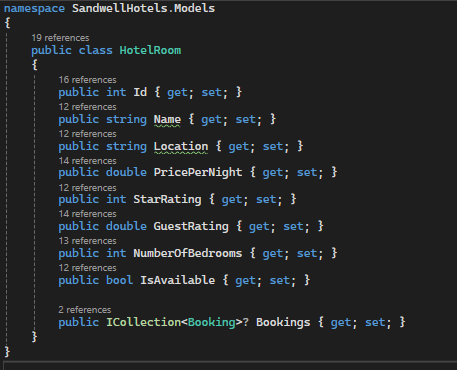 namespace SandwellHotels.Models
{
19 references
public class HotelRoom
{
16 references
public int Id { get; set; }
12 references
public string Name { get; set; }
12 references
public string Location { get; set; }
14 references
public double PricePerNight { get; set; }
12 references
public int StarRating { get; set; }
14 references
public double GuestRating { get; set; }
13 references
public int NumberOfBedrooms { get; set; }
12 references
public bool IsAvailable { get; set; }
2 references
public ICollection<Booking>? Bookings { get; set; }
}
}